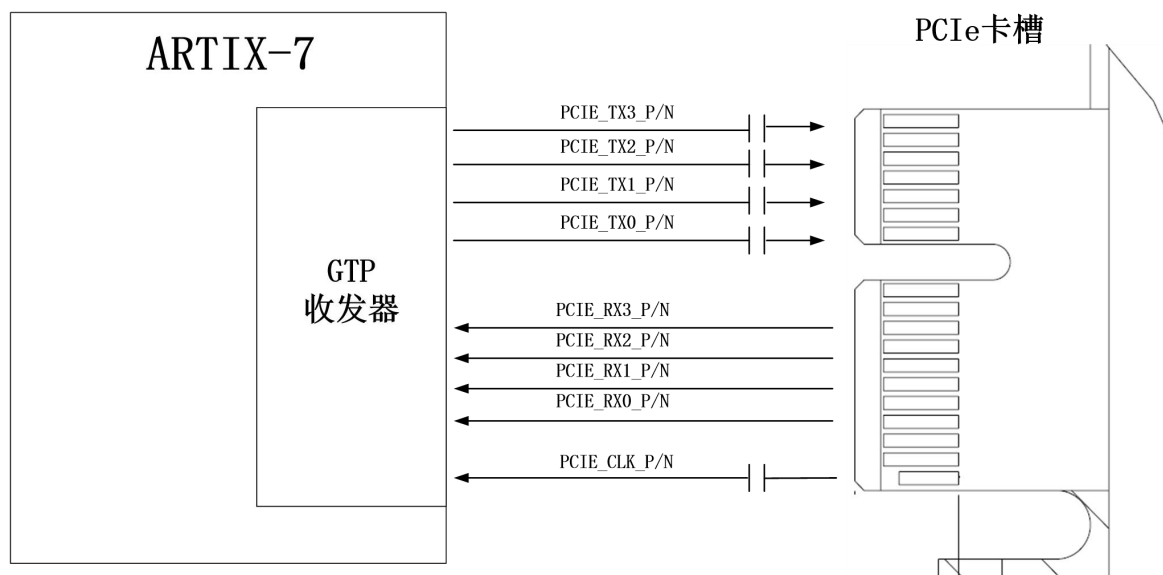 ARTIX-7
PCIe卡槽
PCIE_TX3_P/N
PCIE_TX2_P/N
PCIE_TX1_P/N
PCIE_TX0_P/N
GTP
收发器
PCIE_RX3_P/N
PCIE_RX2_P/N
PCIE_RX1_P/N
PCIE_RX0_P/N
PCIE_CLK_P/N